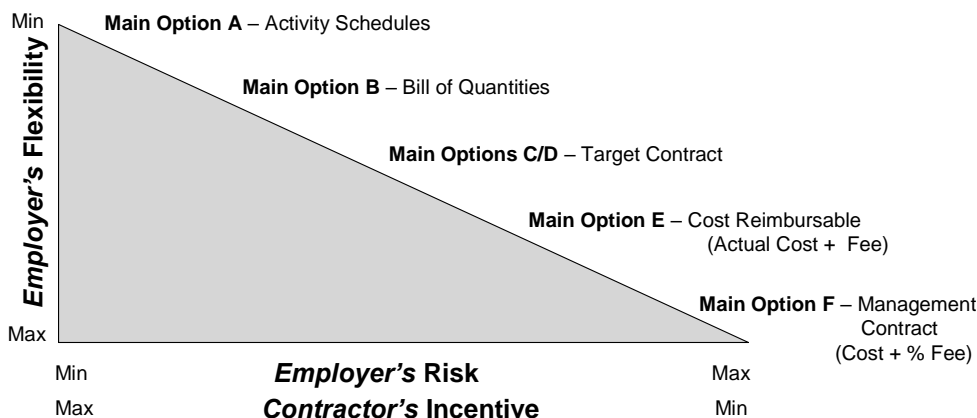 Min
Main Option A – Activity Schedules
Main Option B – Bill of Quantities
Main Options C/D – Target Contract
Main Option E – Cost Reimbursable
(Actual Cost + Fee)
Main Option F – Management
Contract
(Cost + % Fee)
Employer's Flexibility
Max
Min Employer's Risk Max
Max Contractor's Incentive Min